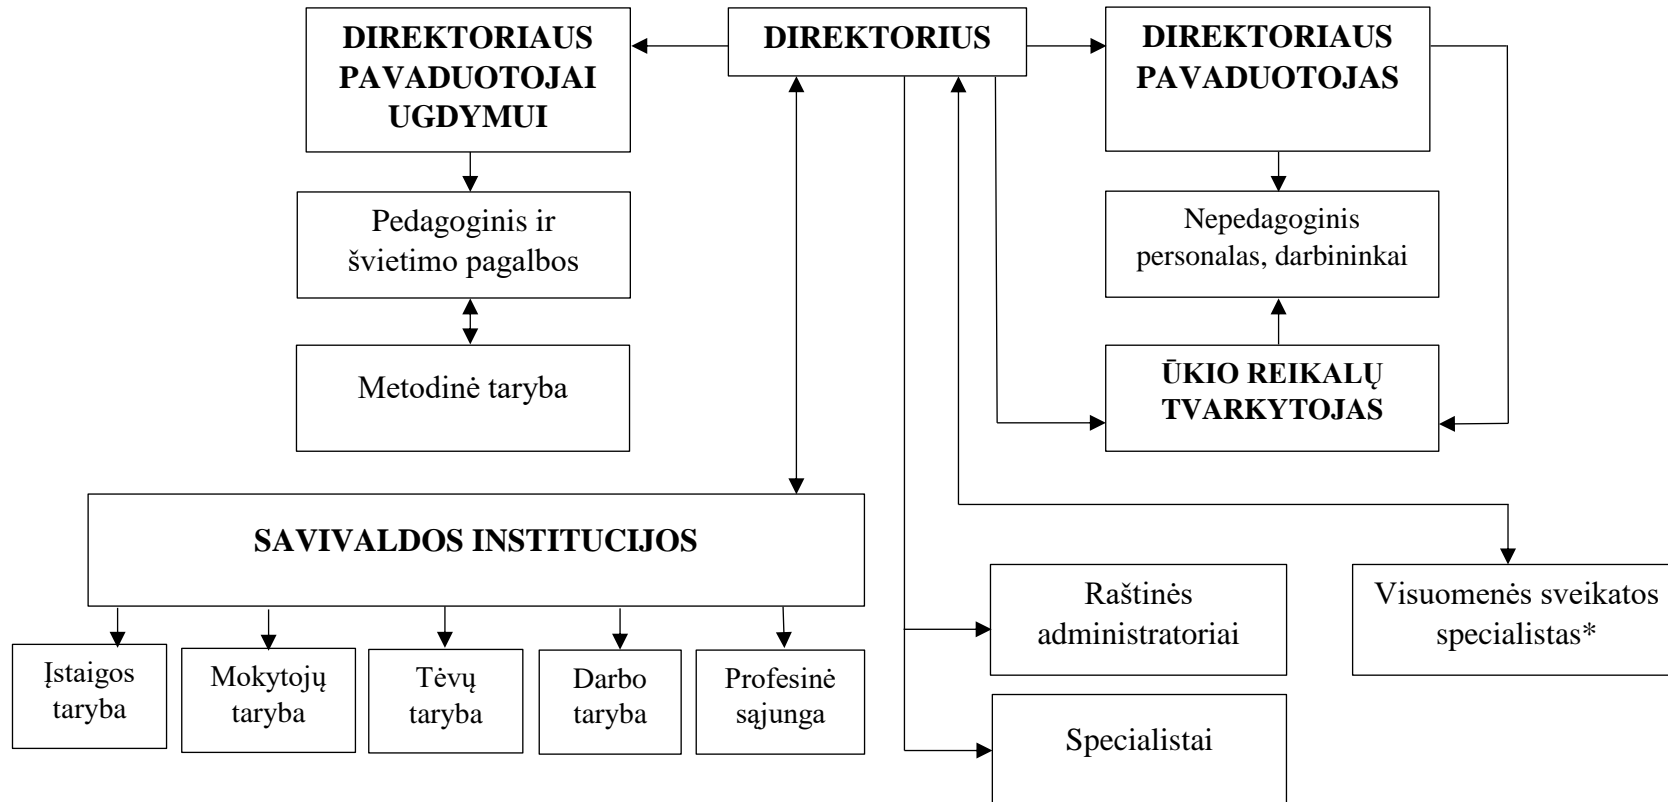 DIREKTORIAUS
PAVADUOTOJAI
UGDYMUI
DIREKTORIUS
DIREKTORIAUS
PAVADUOTOJAS
Pedagoginis ir
švietimo pagalbos
Nepedagoginis
personalas, darbininkai
Metodinė taryba
ŪKIO REIKALŲ
TVARKYTOJAS
SAVIVALDOS INSTITUCIJOS
Įstaigos
taryba
Mokytojų
taryba
Tėvų
taryba
Darbo
taryba
Profesinė
sąjunga
Raštinės
administratoriai
Visuomenės sveikatos
specialistas*
Specialistai